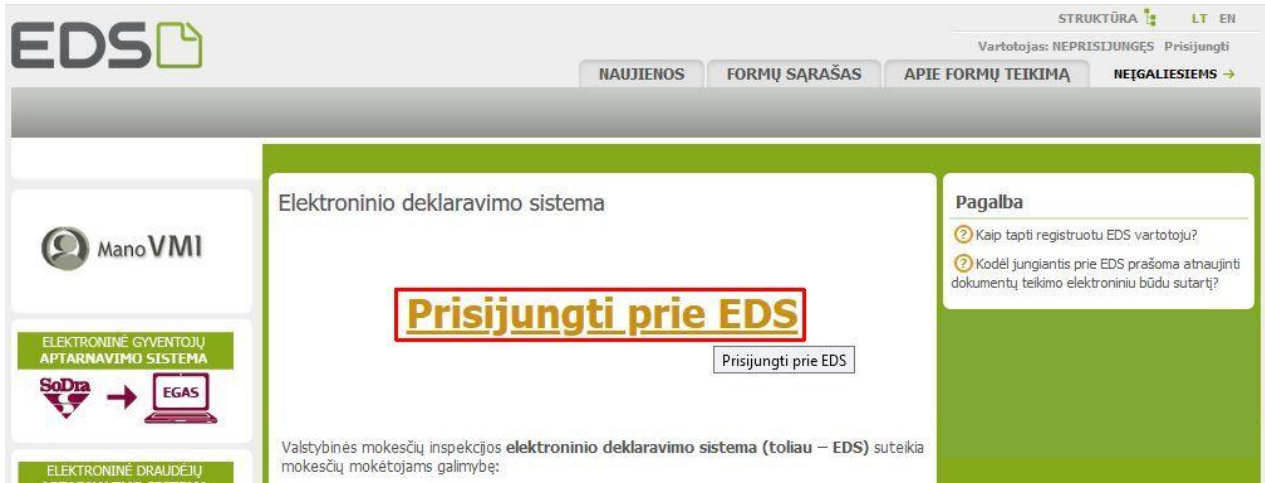 EDS
STRUKTŪRA LT EN
Vartotojas: NEPRISIJUNGĘS Prisijungti
NAUJIENOS FORMŲ SĄRAŠAS APIE FORMŲ TEIKIMĄ NEĮGALIESIEMS →
Mano VMI
ELEKTRONINĖ GYVENTOJŲ
APTARNAVIMO SISTEMA
SoDra → EGAS
ELEKTRONINĖ DRAUDĖJŲ
Elektroninio deklaravimo sistema
Prisijungti prie EDS
Prisijungti prie EDS
Valstybinės mokesčių inspekcijos elektroninio deklaravimo sistema (toliau – EDS) suteikia
mokesčių mokėtojams galimybę:
Pagalba
? Kaip tapti registruotu EDS vartotoju?
? Kodėl jungiantis prie EDS prašoma atnaujinti
dokumentų teikimo elektroniniu būdu sutartį?